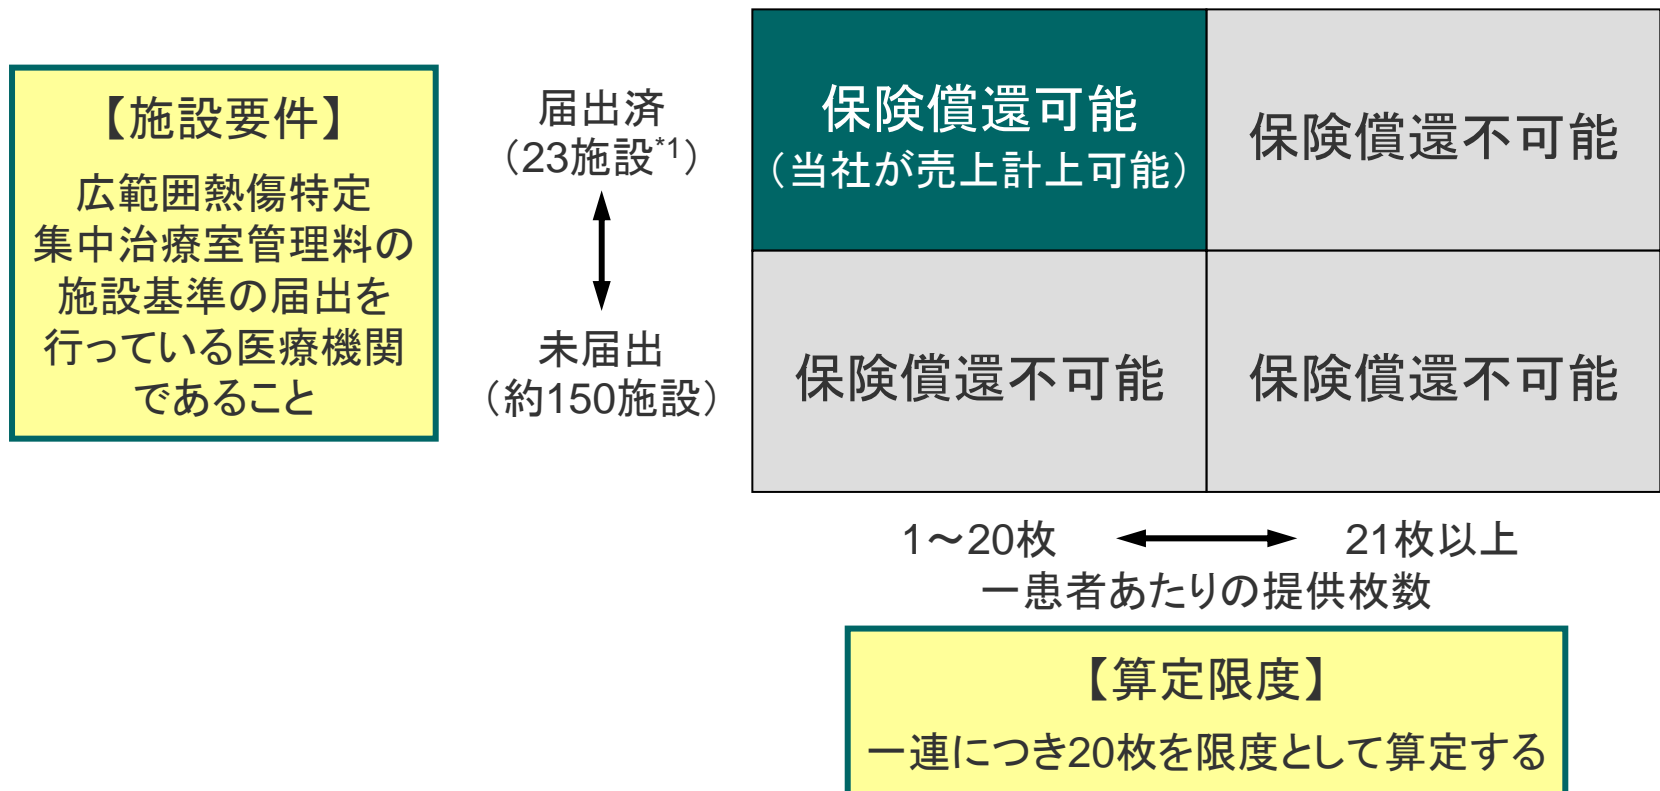 【施設要件】
広範囲熱傷特定
集中治療室管理料の
施設基準の届出を
行っている医療機関
であること
届出済
（23施設*1）
未届出
（約150施設）
保険償還可能
（当社が売上計上可能）
保険償還不可能
保険償還不可能
保険償還不可能
1～20枚
21枚以上
一患者あたりの提供枚数
【算定限度】
一連につき20枚を限度として算定する